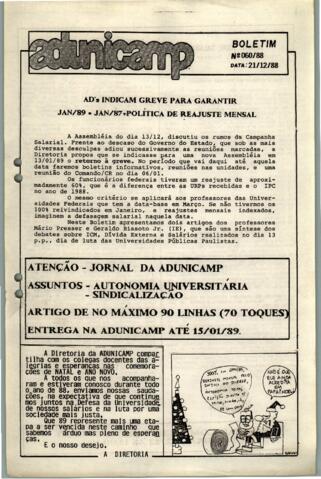 adunicamp
BOLETIM
Nº 060/88
DATA: 21/12/88
AD's INDICAM GREVE PARA GARANTIR
JAN/89 = JAN/87+POLÍTICA DE REAJUSTE MENSAL
A Assembléia do dia 13/12, discutiu os rumos da Campanha
Salarial. Frente ao descaso do Governo do Estado, que sob as mais
diversas desculpas adiou sucessivamente as reuniões marcadas, a
Diretoria propos que se indicasse para uma nova Assembléia em
13/01/89 o retorno à greve. No período que vai daqui até aquela
data faremos boletins informativos, reuniões nas unidades, e uma
reunião do Comando/CR no dia 04/01.
Os funcionários federais tiveram um reajuste de aproxi-
madamente 60%, que é a diferença entre as URPs recebidas e o IPC
no ano de 1988.
O mesmo critério se aplicará aos professores das Univer-
sidades Federais que tem a data-base em Março. Se não tivermos os
100% reivindicados em Janeiro, e reajustes mensais indexados,
imaginem a defasagem salarial naquela data.
Neste Boletim apresentamos dois artigos dos professores
Mário Presser e Geraldo Biasoto Jr. (IE), que são uma síntese dos
debates sobre ICM, Dívida Externa e Salários realizados no dia 13
p.p., dia de luta das Universidades Públicas Paulistas.
ATENÇÃO - JORNAL DA ADUNICAMP
ASSUNTOS - AUTONOMIA UNIVERSITÁRIA
- SINDICALIZAÇÃO
ARTIGO DE NO MÁXIMO 90 LINHAS (70 TOQUES)
ENTREGA NA ADUNICAMP ATÉ 15/01/89.
A Diretoria da ADUNICAMP compar
tilha com os colegas docentes das a-
legrias e esperanças nas comemora-
ções de NATAL e ANO NOVO.
A todos os que nos acompanha-
ram e estiveram conosco durante todo
o ano de 88, enviamos nossas sauda-
ções, na expectativa de que continue
mos juntos na Defesa da Universidade,
de nossos salários e na luta por uma
sociedade mais justa.
Que 89 represente mais uma eta-
pa a ser vencida neste caminho que
sabemos árduo mas pleno de esperan-
ças.
E o nosso desejo.
A DIRETORIA